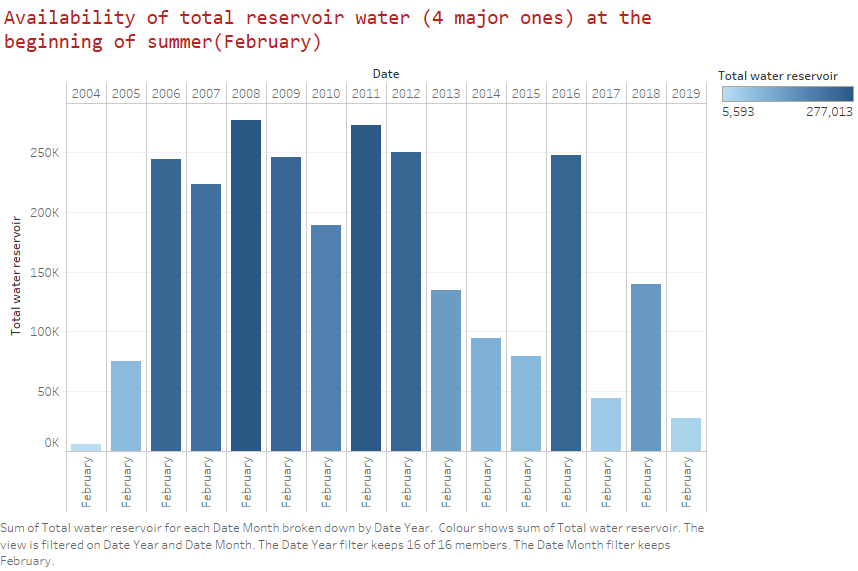 Availability of total reservoir water (4 major ones) at the
beginning of summer(February)
Date
Total water reservoir
5,593 277,013
2004 2005 2006 2007 2008 2009 2010 2011 2012 2013 2014 2015 2016 2017 2018 2019
Total water reservoir
250K
200K
150K
100K
50K
0K
February February February February February February February February February February February February February February February February
Sum of Total water reservoir for each Date Month broken down by Date Year.  Colour shows sum of Total water reservoir. The
view is filtered on Date Year and Date Month. The Date Year filter keeps 16 of 16 members. The Date Month filter keeps
February.